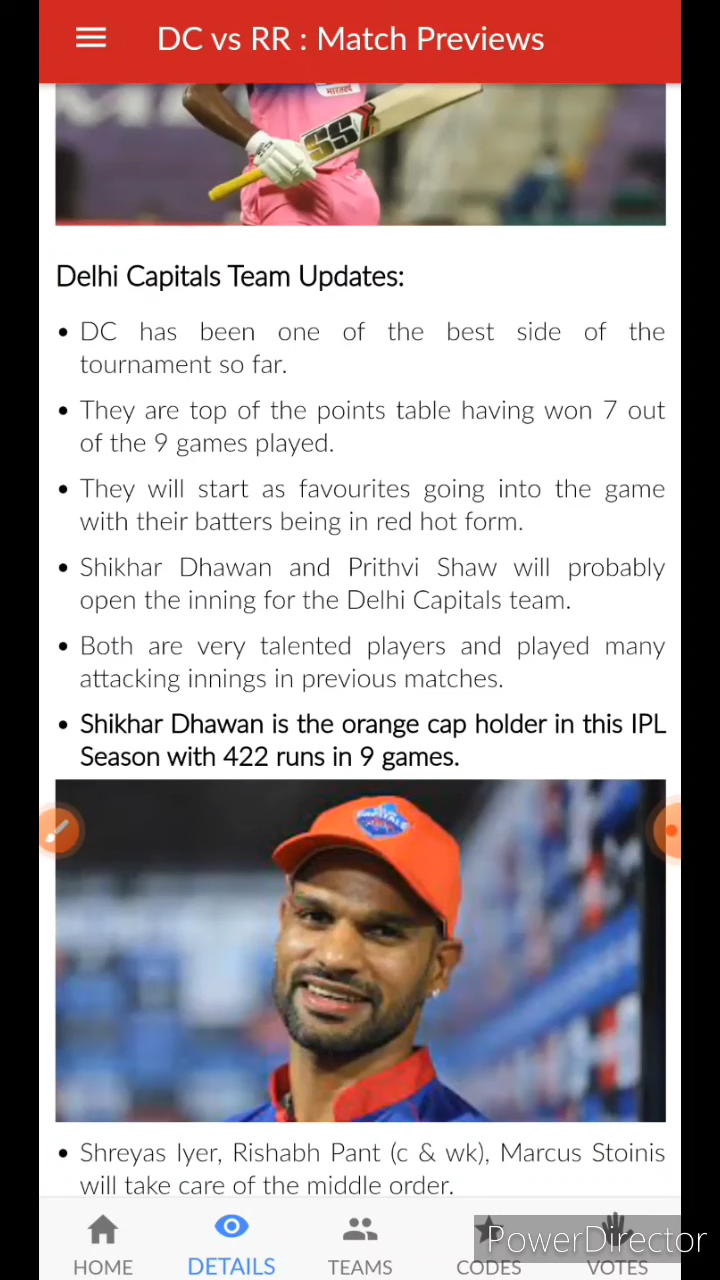 DC vs RR : Match Previews
SS
Delhi Capitals Team Updates:
• DC has been one of the best side of the
tournament so far.
• They are top of the points table having won 7 out
of the 9 games played.
• They will start as favourites going into the game
with their batters being in red hot form.
• Shikhar Dhawan and Prithvi Shaw will probably
open the inning for the Delhi Capitals team.
• Both are very talented players and played many
attacking innings in previous matches.
• Shikhar Dhawan is the orange cap holder in this IPL
Season with 422 runs in 9 games.
CAPITALS
• Shreyas Iyer, Rishabh Pant (c & wk), Marcus Stoinis
will take care of the middle order.
PowerDirector
HOME DETAILS TEAMS CODES VOTES